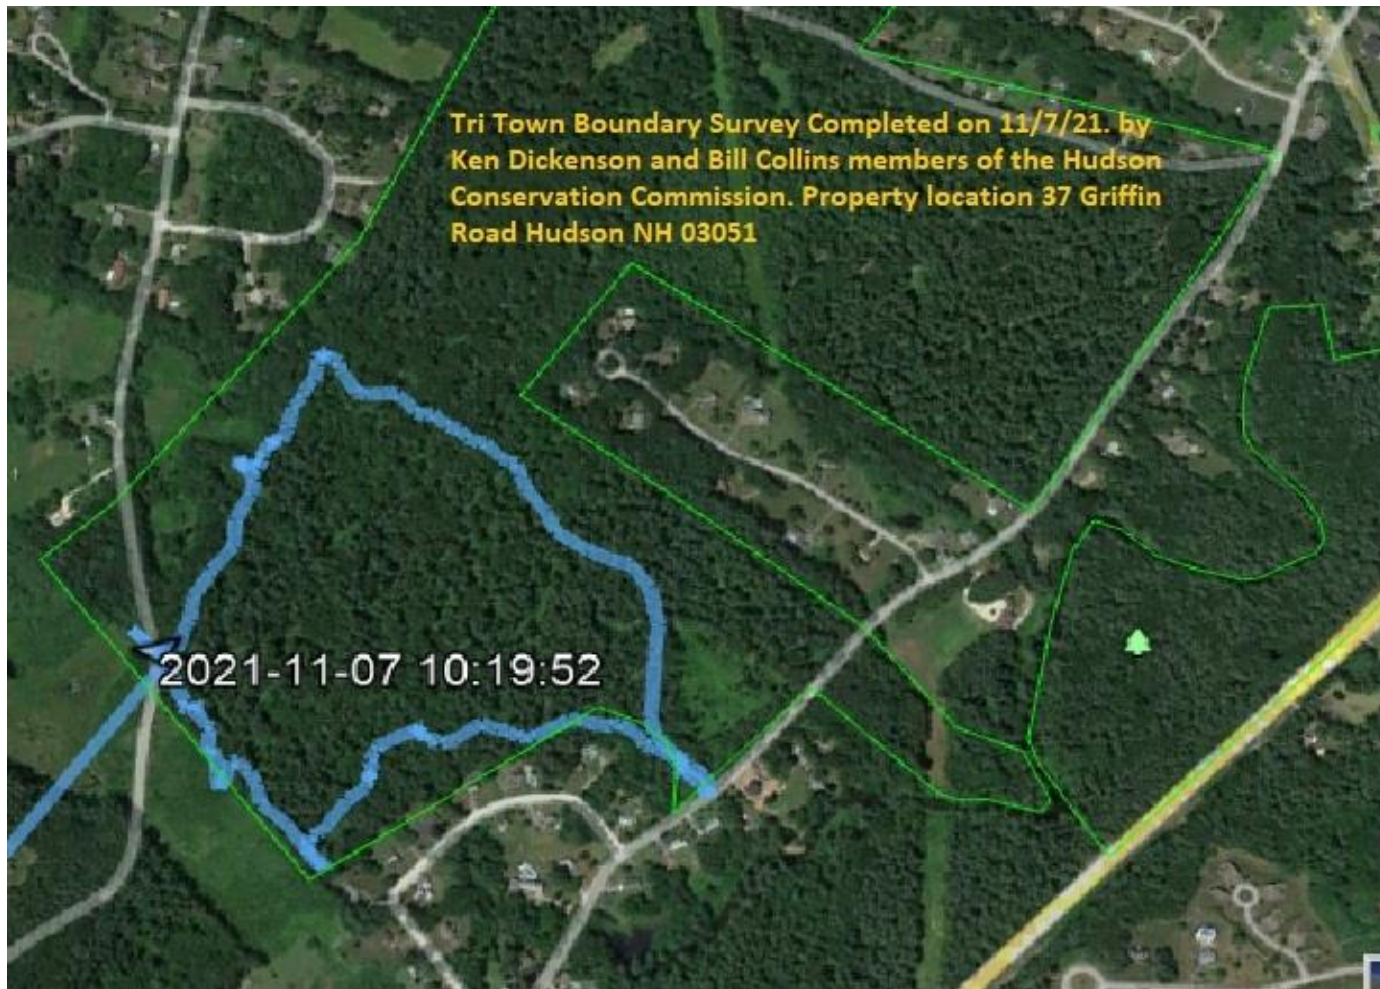 Tri Town Boundary Survey Completed on 11/7/21. by
Ken Dickenson and Bill Collins members of the Hudson
Conservation Commission. Property location 37 Griffin
Road Hudson NH 03051
2021-11-07 10:19:52